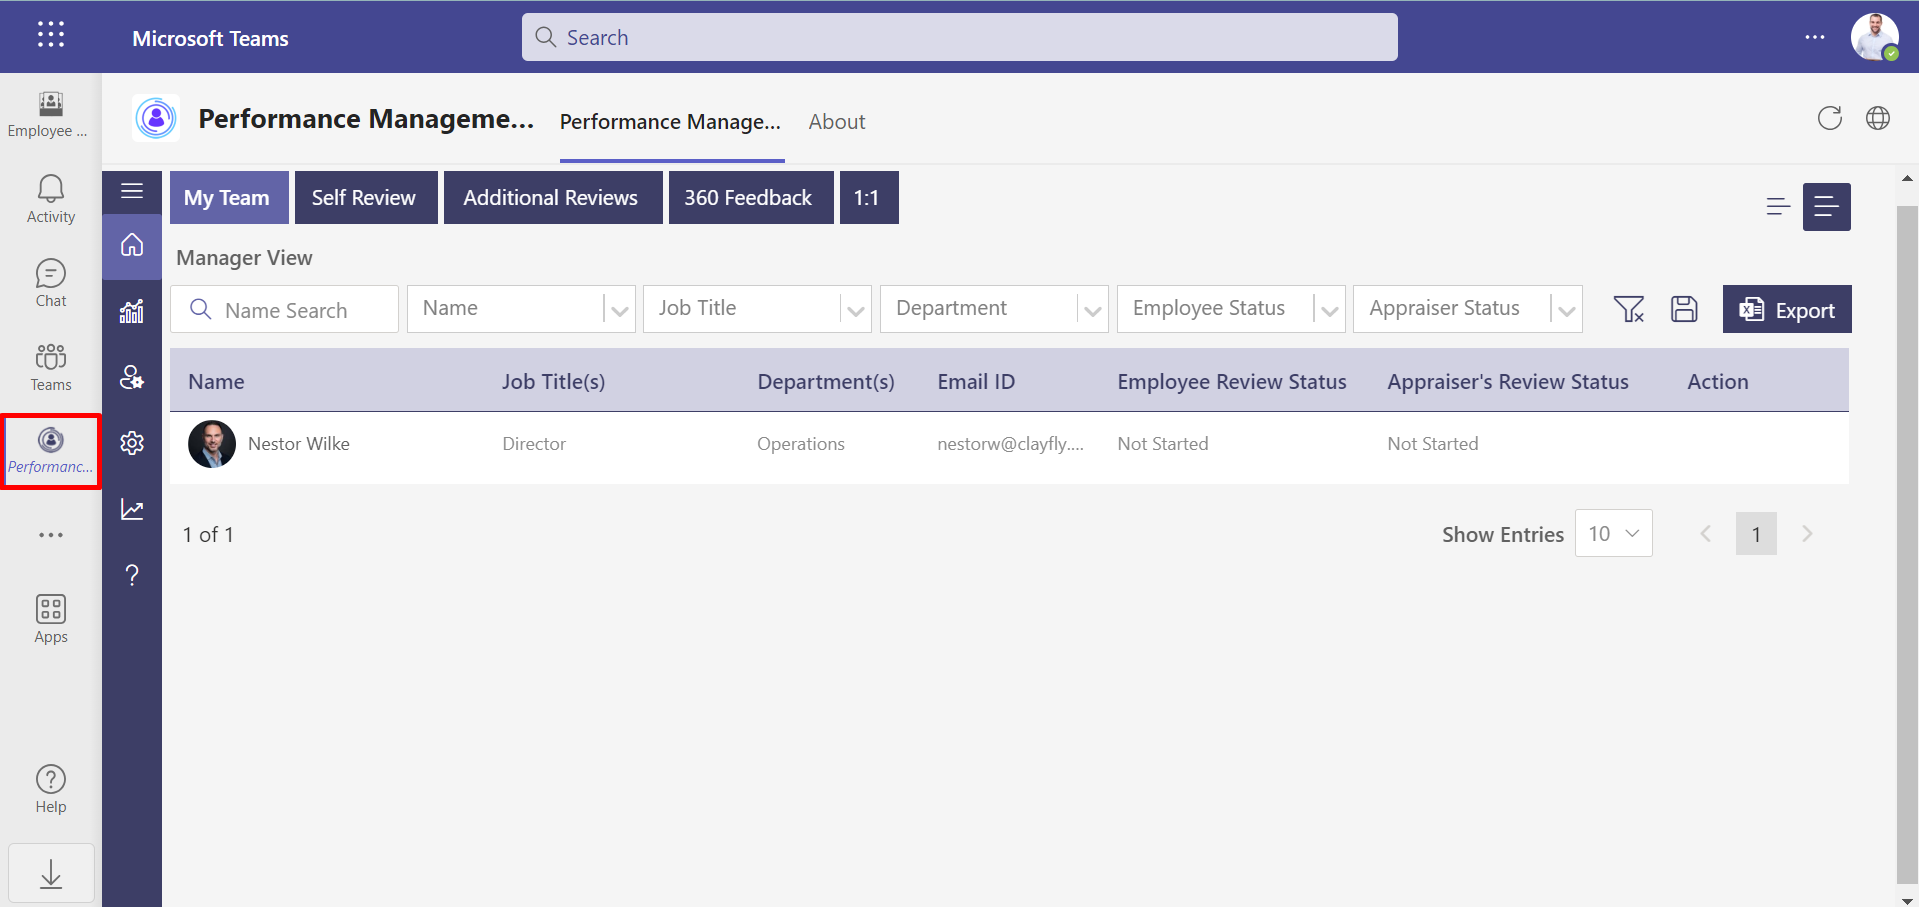 Microsoft Teams
Search
Employee ...
Activity
Chat
Teams
Performanc...
Apps
Help
Performance Manageme...
Performance Manage...
About
My Team
Self Review
Additional Reviews
360 Feedback
1:1
Manager View
Name Search
Name
Job Title
Department
Employee Status
Appraiser Status
Export
Name
Job Title(s)
Department(s)
Email ID
Employee Review Status
Appraiser's Review Status
Action
Nestor Wilke
Director
Operations
nestorw@clayfly....
Not Started
Not Started
1 of 1
Show Entries
10
1